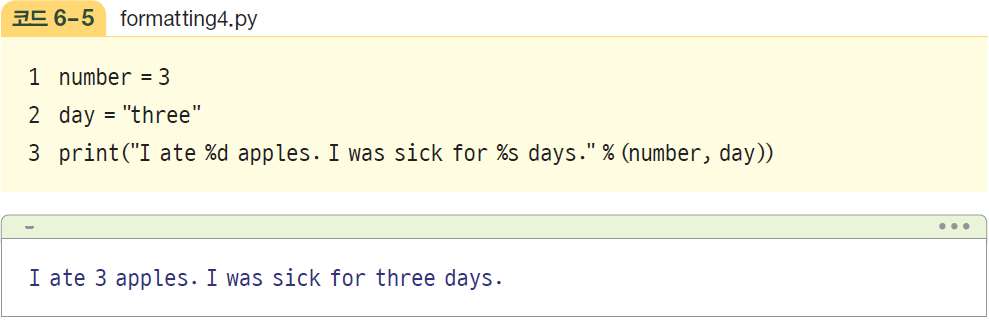 코드 6-5 formatting4.py
1 number = 3
2 day = "three"
3 print("I ate %d apples. I was sick for %s days." % (number, day))
I ate 3 apples. I was sick for three days.